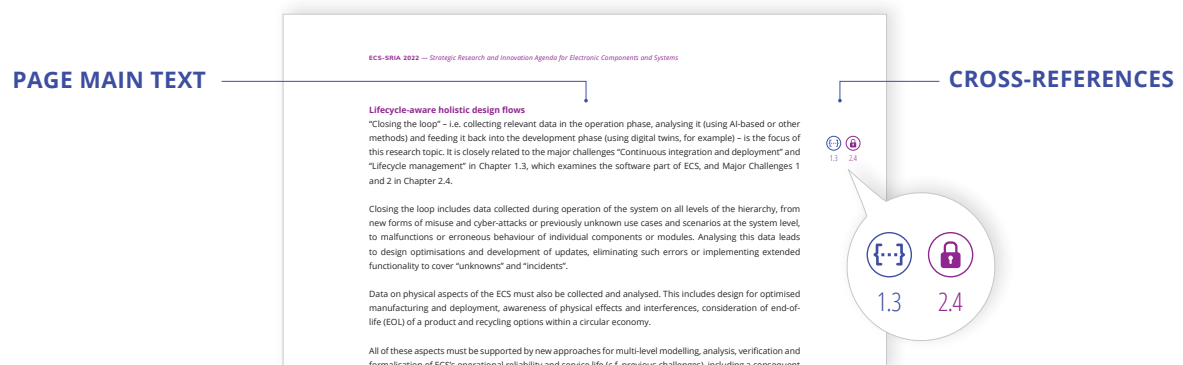 ECS-SRIA 2022 — Strategic Research and Innovation Agenda for Electronic Components and Systems
PAGE MAIN TEXT
CROSS-REFERENCES
Lifecycle-aware holistic design flows
“Closing the loop” – i.e. collecting relevant data in the operation phase, analysing it (using AI-based or other
methods) and feeding it back into the development phase (using digital twins, for example) – is the focus of
this research topic. It is closely related to the major challenges “Continuous integration and deployment” and
“Lifecycle management” in Chapter 1.3, which examines the software part of ECS, and Major Challenges 1
and 2 in Chapter 2.4.
1.3 2.4
Closing the loop includes data collected during operation of the system on all levels of the hierarchy, from
new forms of misuse and cyber-attacks or previously unknown use cases and scenarios at the system level,
to malfunctions or erroneous behaviour of individual components or modules. Analysing this data leads
to design optimisations and development of updates, eliminating such errors or implementing extended
functionality to cover “unknowns” and “incidents”.
{...}
1.3 2.4
Data on physical aspects of the ECS must also be collected and analysed. This includes design for optimised
manufacturing and deployment, awareness of physical effects and interferences, consideration of end-of-
life (EOL) of a product and recycling options within a circular economy.
All of these aspects must be supported by new approaches for multi-level modelling, analysis, verification and
formalisation of ECS's operational reliability and service life (c.f. previous challenges), including a consequent